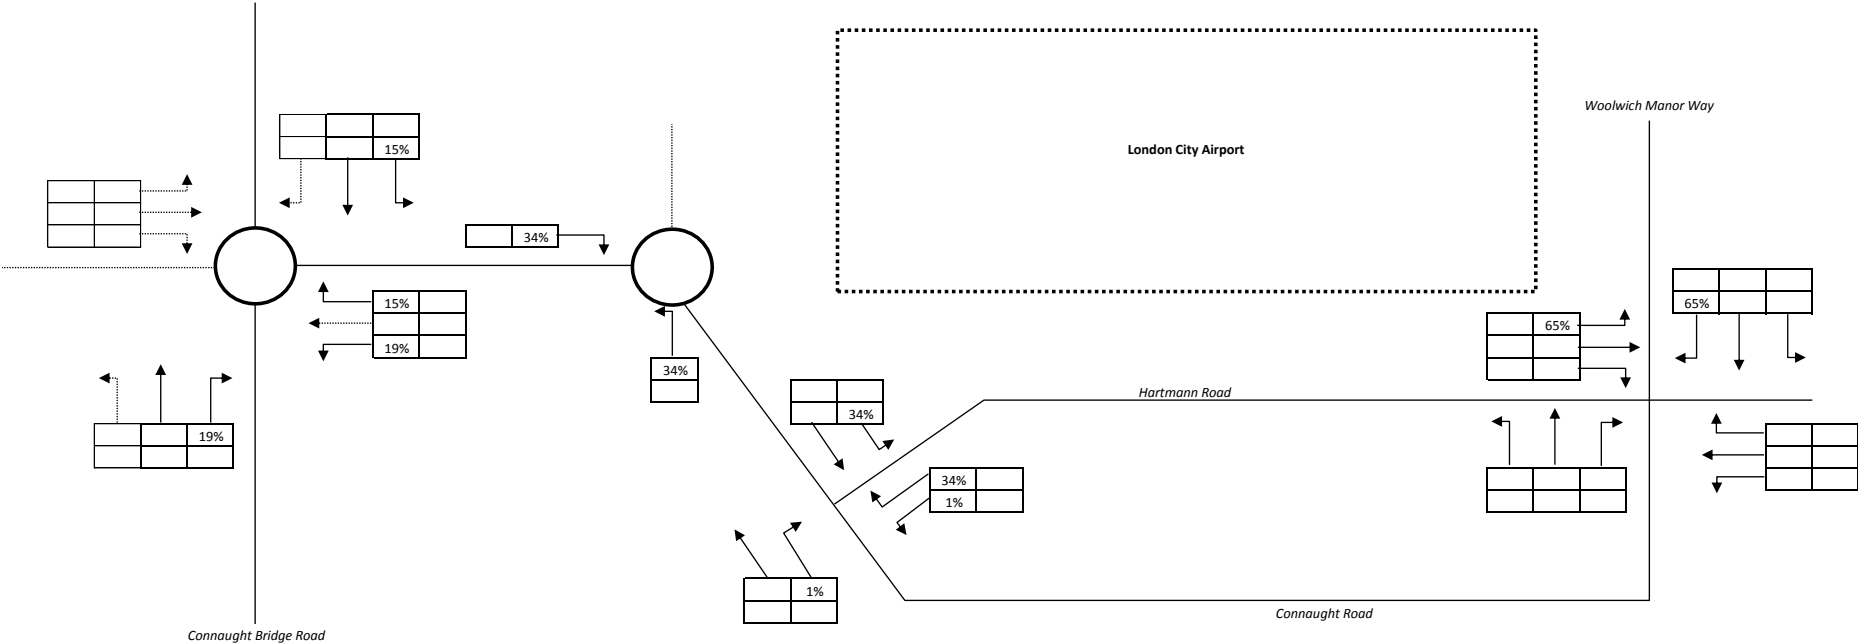 Woolwich Manor Way
15%
London City Airport
34%
15%
65%
65%
19%
34%
Hartmann Road
34%
19%
34%
1%
1%
Connaught Road
Connaught Bridge Road